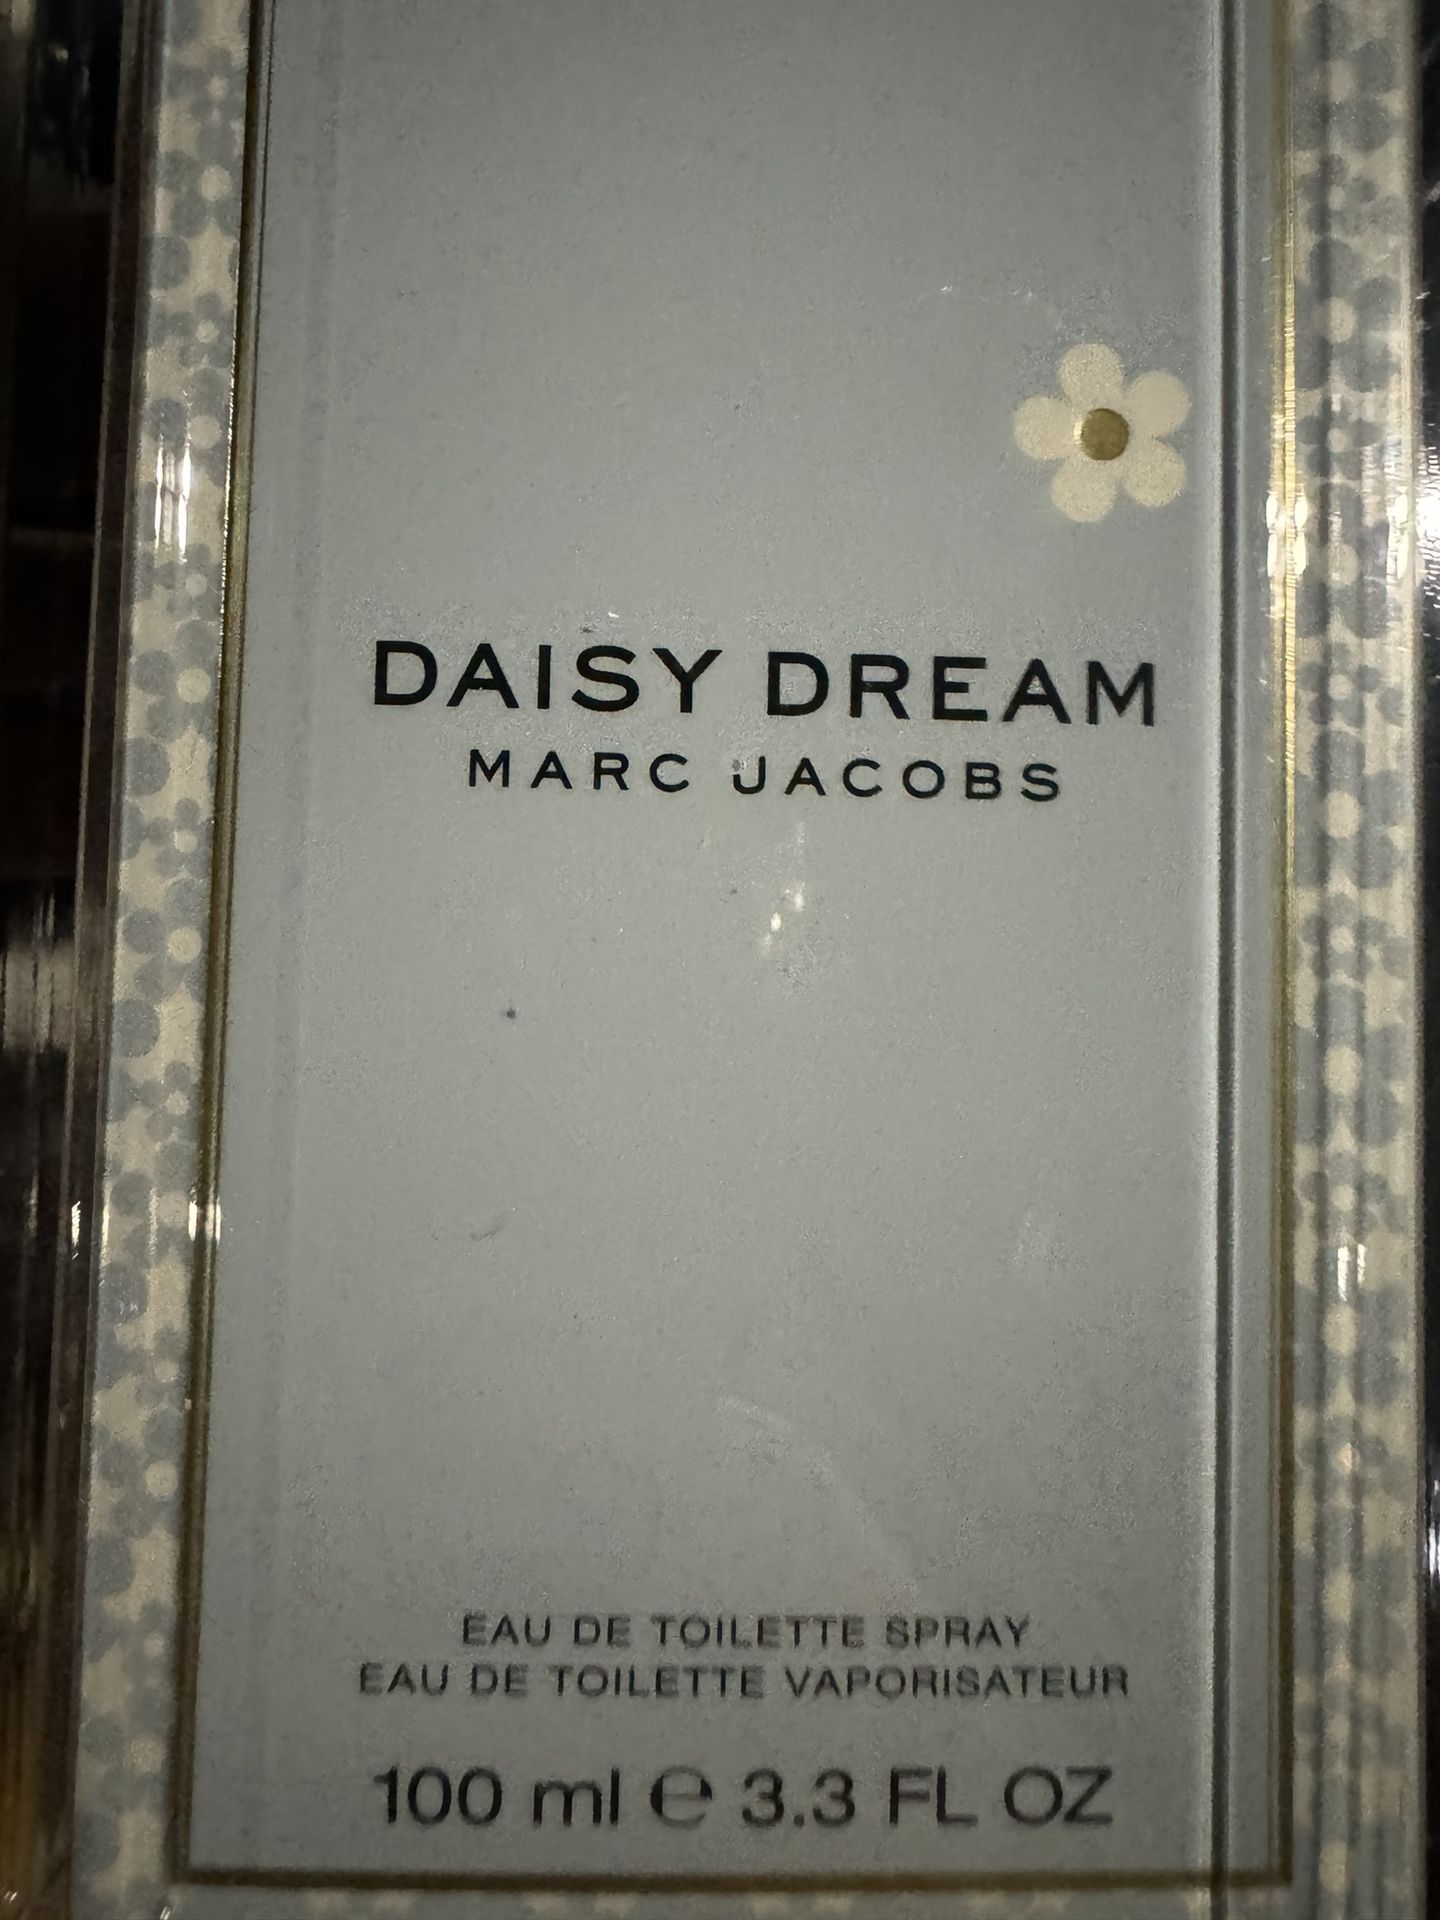 DAISY DREAM
MARC JACOBS
EAU DE TOILETTE SPRAY
EAU DE TOILETTE VAPORISATEUR
100 ml ℮ 3.3 FL OZ